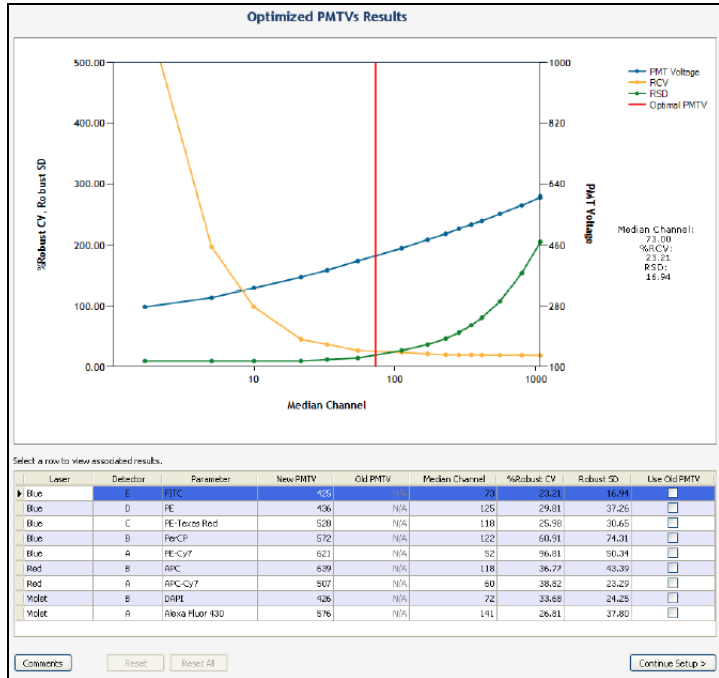 Optimized PMTVs Results
500.00
400.00
300.00
200.00
100.00
0.00
%Robust CV, Robust SD
1000
820
640
460
280
100
PMT Voltage
10 100 1000
Median Channel
PMT Voltage
RCV
RSD
Optimal PMTV
Median Channel:
73.00
%RCV:
23.21
RSD:
16.94
Select a row to view associated results.
Laser Detector Parameter New PMTV Old PMTV Median Channel %Robust CV Robust SD Use Old PMTV
Blue E FITC 425 N/A 73 23.21 16.94
Blue D PE 436 N/A 125 29.81 37.26
Blue C PE-Texas Red 528 N/A 118 25.98 30.65
Blue B PerCP 572 N/A 122 60.91 74.31
Blue A PE-Cy7 621 N/A 52 96.81 50.34
Red B APC 639 N/A 118 36.77 43.39
Red A APC-Cy7 507 N/A 60 38.82 23.29
Violet B DAPI 426 N/A 72 33.68 24.25
Violet A Alexa Fluor 430 576 N/A 141 26.81 37.80
Comments Reset Reset All Continue Setup >